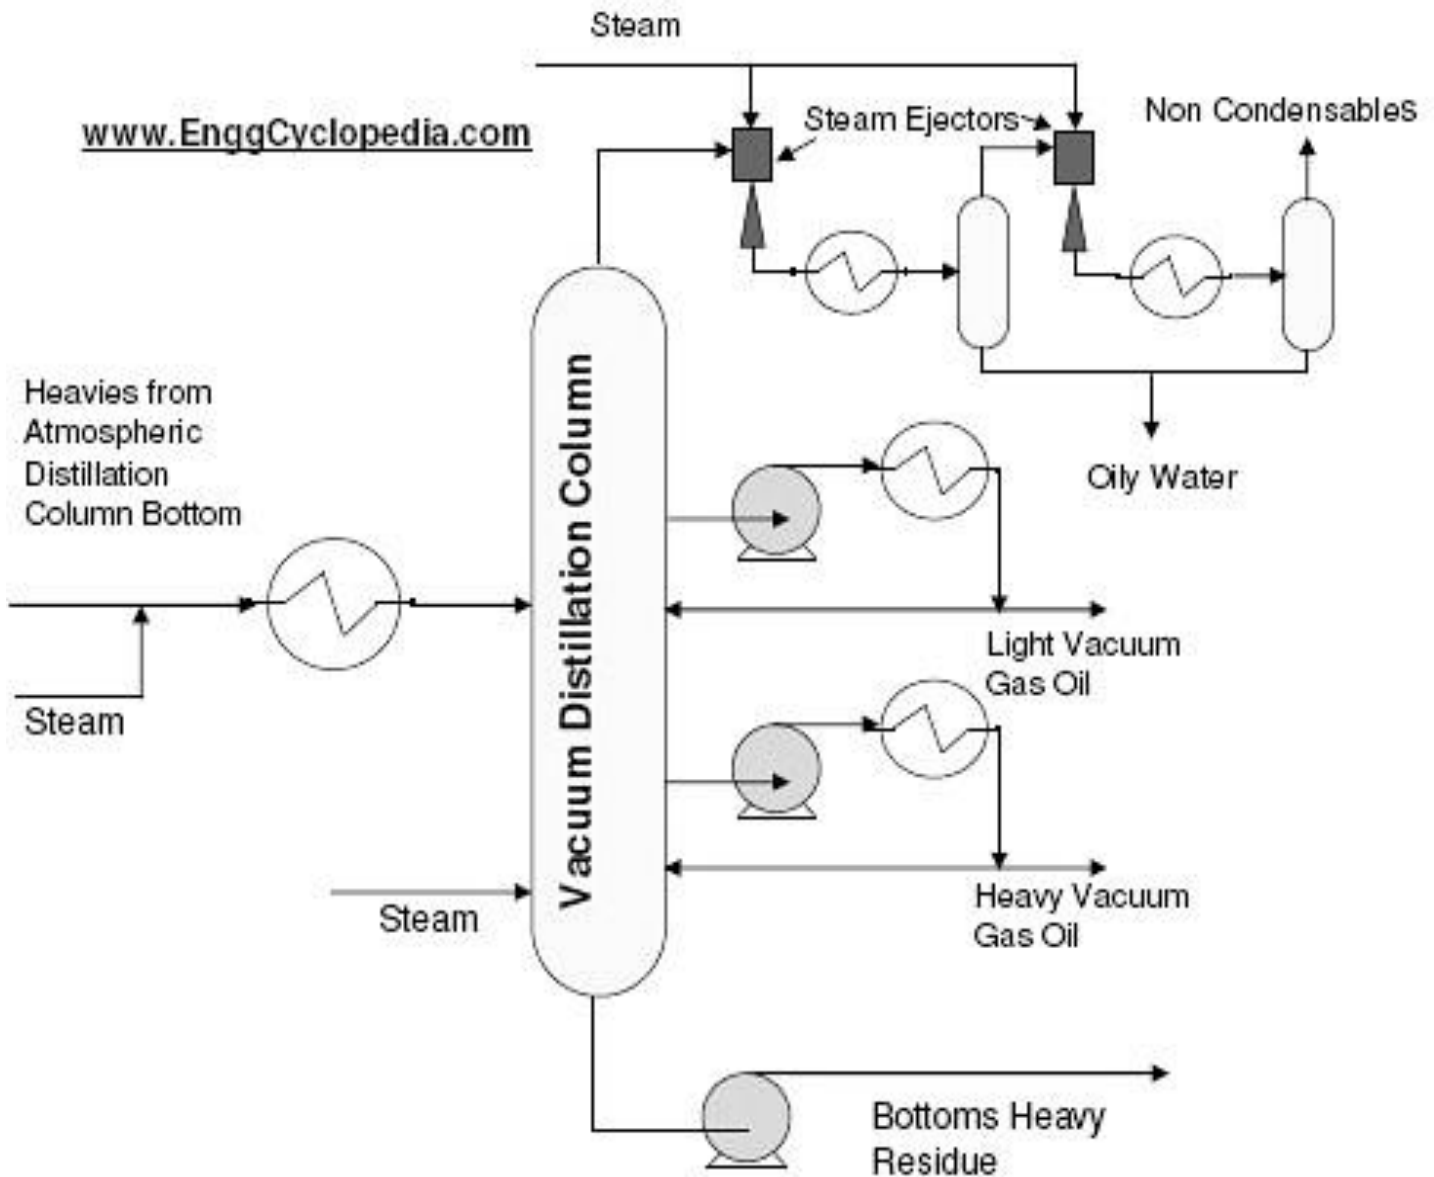 Steam
www.EnggCyclopedia.com
Steam Ejectors
Non Condensables
Heavies from
Atmospheric
Distillation
Column Bottom
Vacuum Distillation Column
Oily Water
Light Vacuum
Gas Oil
Steam
Heavy Vacuum
Gas Oil
Steam
Bottoms Heavy
Residue